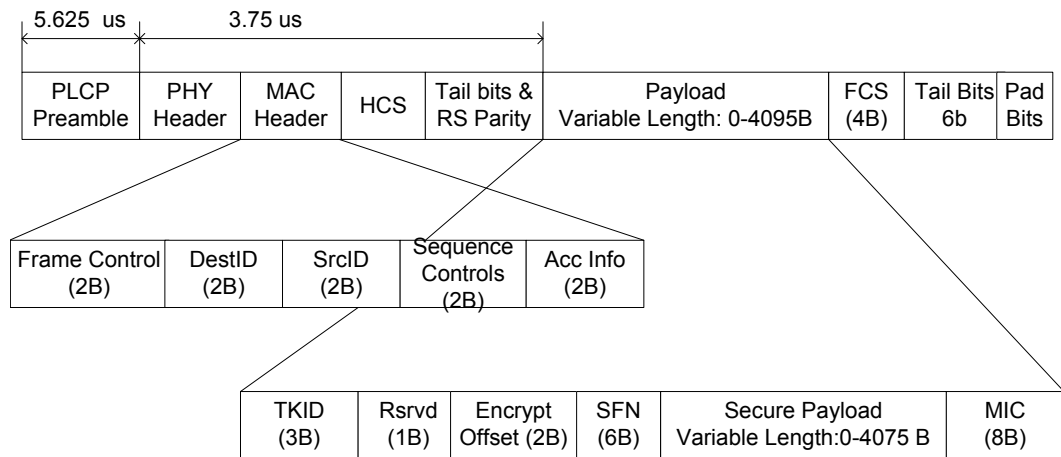 5.625 us
3.75 us
PLCP
Preamble
PHY
Header
MAC
Header
HCS
Tail bits &
RS Parity
Payload
Variable Length: 0-4095B
FCS
(4B)
Tail Bits
6b
Pad
Bits
Frame Control
(2B)
DestID
(2B)
SrcID
(2B)
Sequence
Controls
(2B)
Acc Info
(2B)
TKID
(3B)
Rsrvd
(1B)
Encrypt
Offset (2B)
SFN
(6B)
Secure Payload
Variable Length:0-4075 B
MIC
(8B)